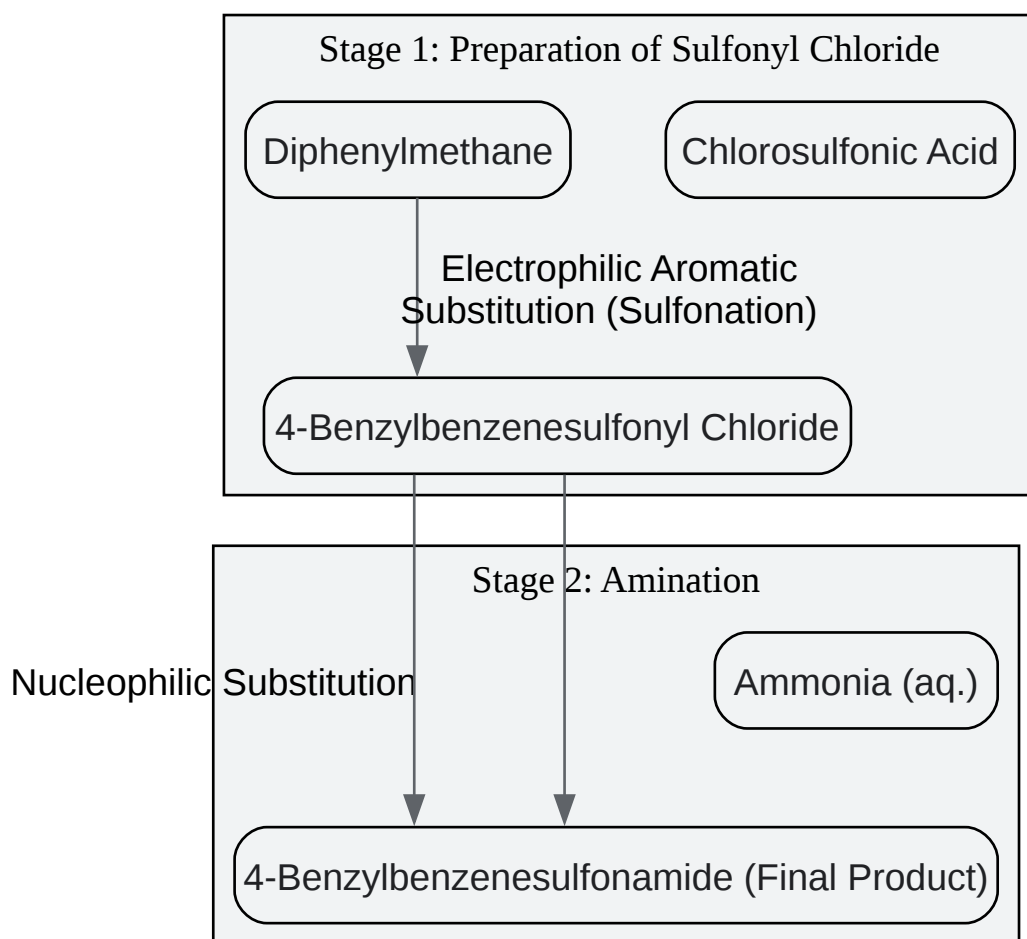 Stage 1: Preparation of Sulfonyl Chloride
Diphenylmethane
Chlorosulfonic Acid
Electrophilic Aromatic
Substitution (Sulfonation)
4-Benzylbenzenesulfonyl Chloride
Stage 2: Amination
Nucleophilic Substitution
Ammonia (aq.)
4-Benzylbenzenesulfonamide (Final Product)